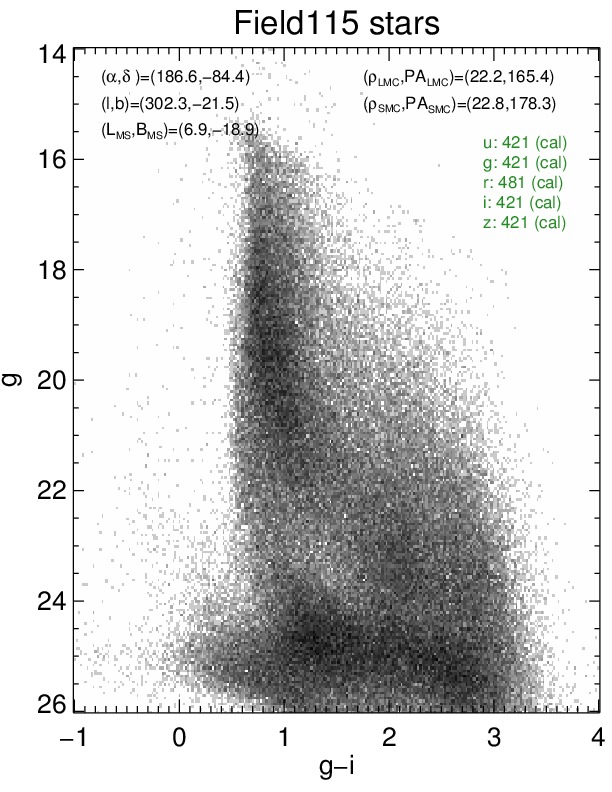 Field115 stars
14
(α,δ )=(186.6,−84.4) (ρLMC,PALMC)=(22.2,165.4)
(l,b)=(302.3,−21.5) (ρSMC,PASMC)=(22.8,178.3)
(LMS,BMS)=(6.9,−18.9)
u: 421 (cal)
g: 421 (cal)
16
r: 481 (cal)
i: 421 (cal)
z: 421 (cal)
18
g 20
22
24
26
−1 0 1 2 3 4
g−i